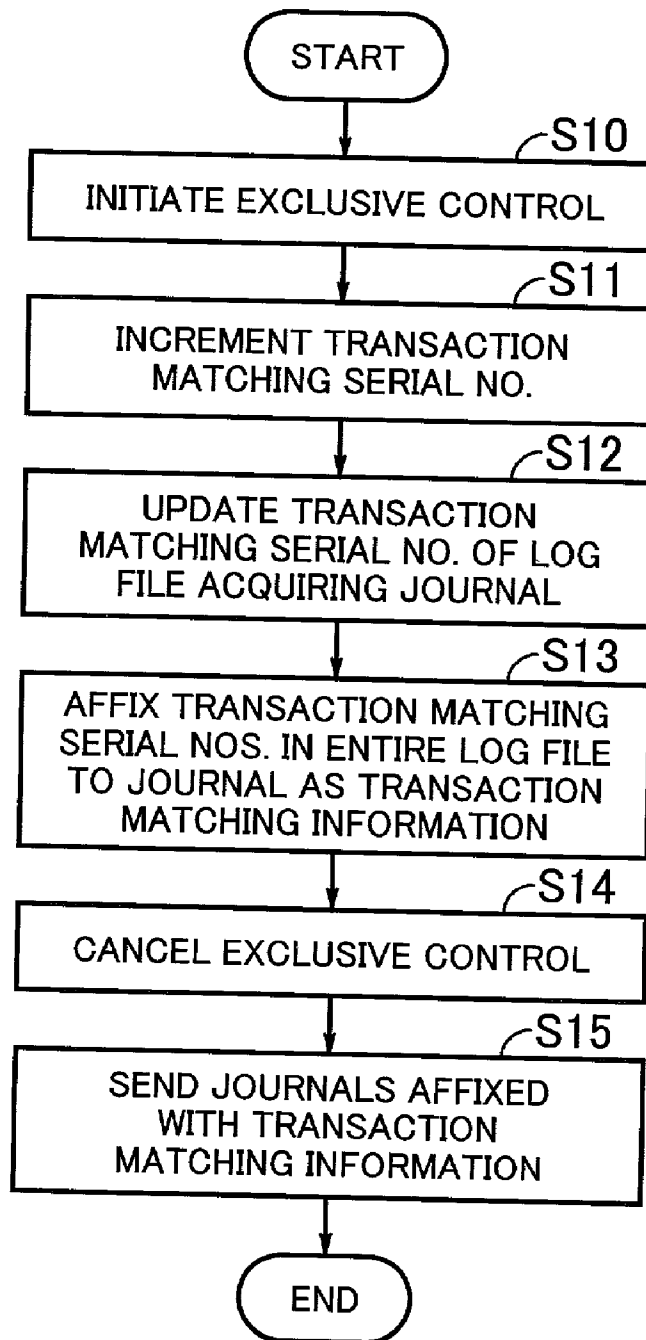 START
S10
INITIATE EXCLUSIVE CONTROL
S11
INCREMENT TRANSACTION
MATCHING SERIAL NO.
S12
UPDATE TRANSACTION
MATCHING SERIAL NO. OF LOG
FILE ACQUIRING JOURNAL
S13
AFFIX TRANSACTION MATCHING
SERIAL NOS. IN ENTIRE LOG FILE
TO JOURNAL AS TRANSACTION
MATCHING INFORMATION
S14
CANCEL EXCLUSIVE CONTROL
S15
SEND JOURNALS AFFIXED
WITH TRANSACTION
MATCHING INFORMATION
END